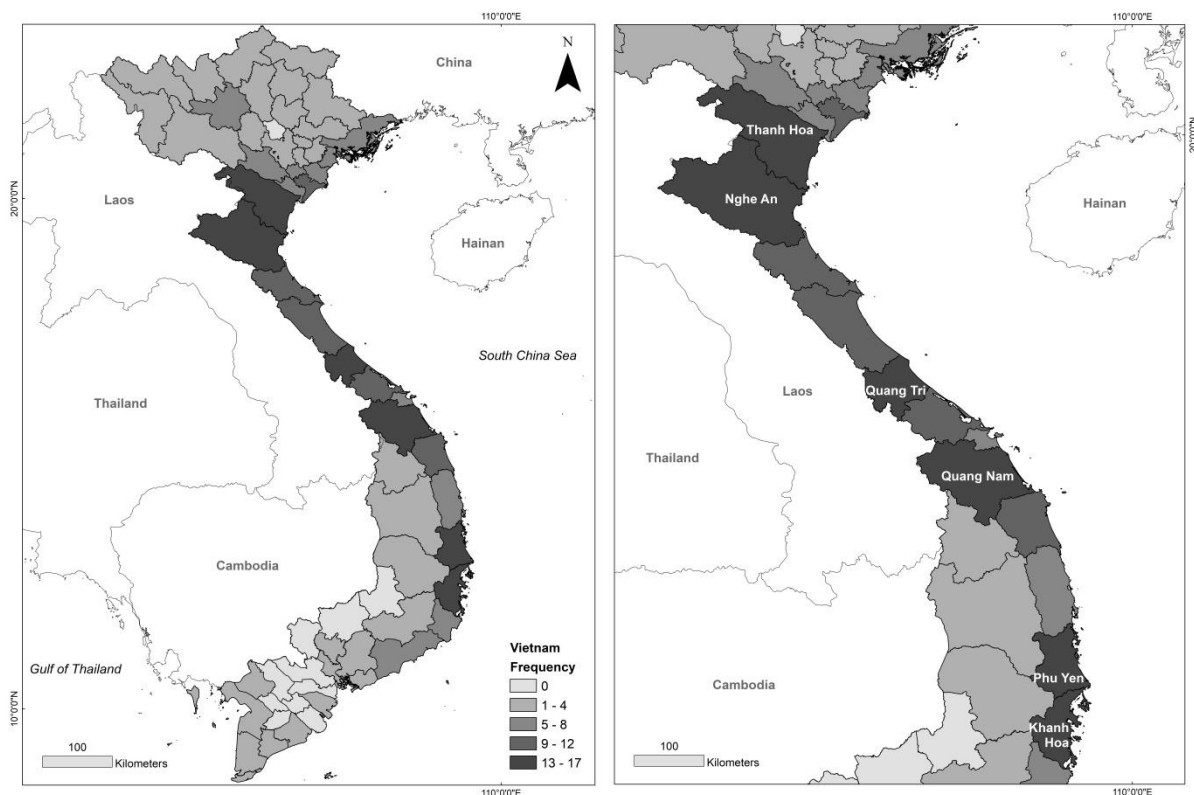 110°0'0"E
N
China
20°0'0"N
Laos
Hainan
South China Sea
Thailand
Cambodia
Gulf of Thailand
Vietnam
Frequency
0
1 - 4
5 - 8
9 - 12
13 - 17
10°0'0"N
100
Kilometers
110°0'0"E
110°0'0"E
Thanh Hoa
20°0'0"N
Nghe An
Hainan
Quang Tri
Laos
Thailand
Quang Nam
Phu Yen
Cambodia
Khanh
Hoa
100
Kilometers
110°0'0"E